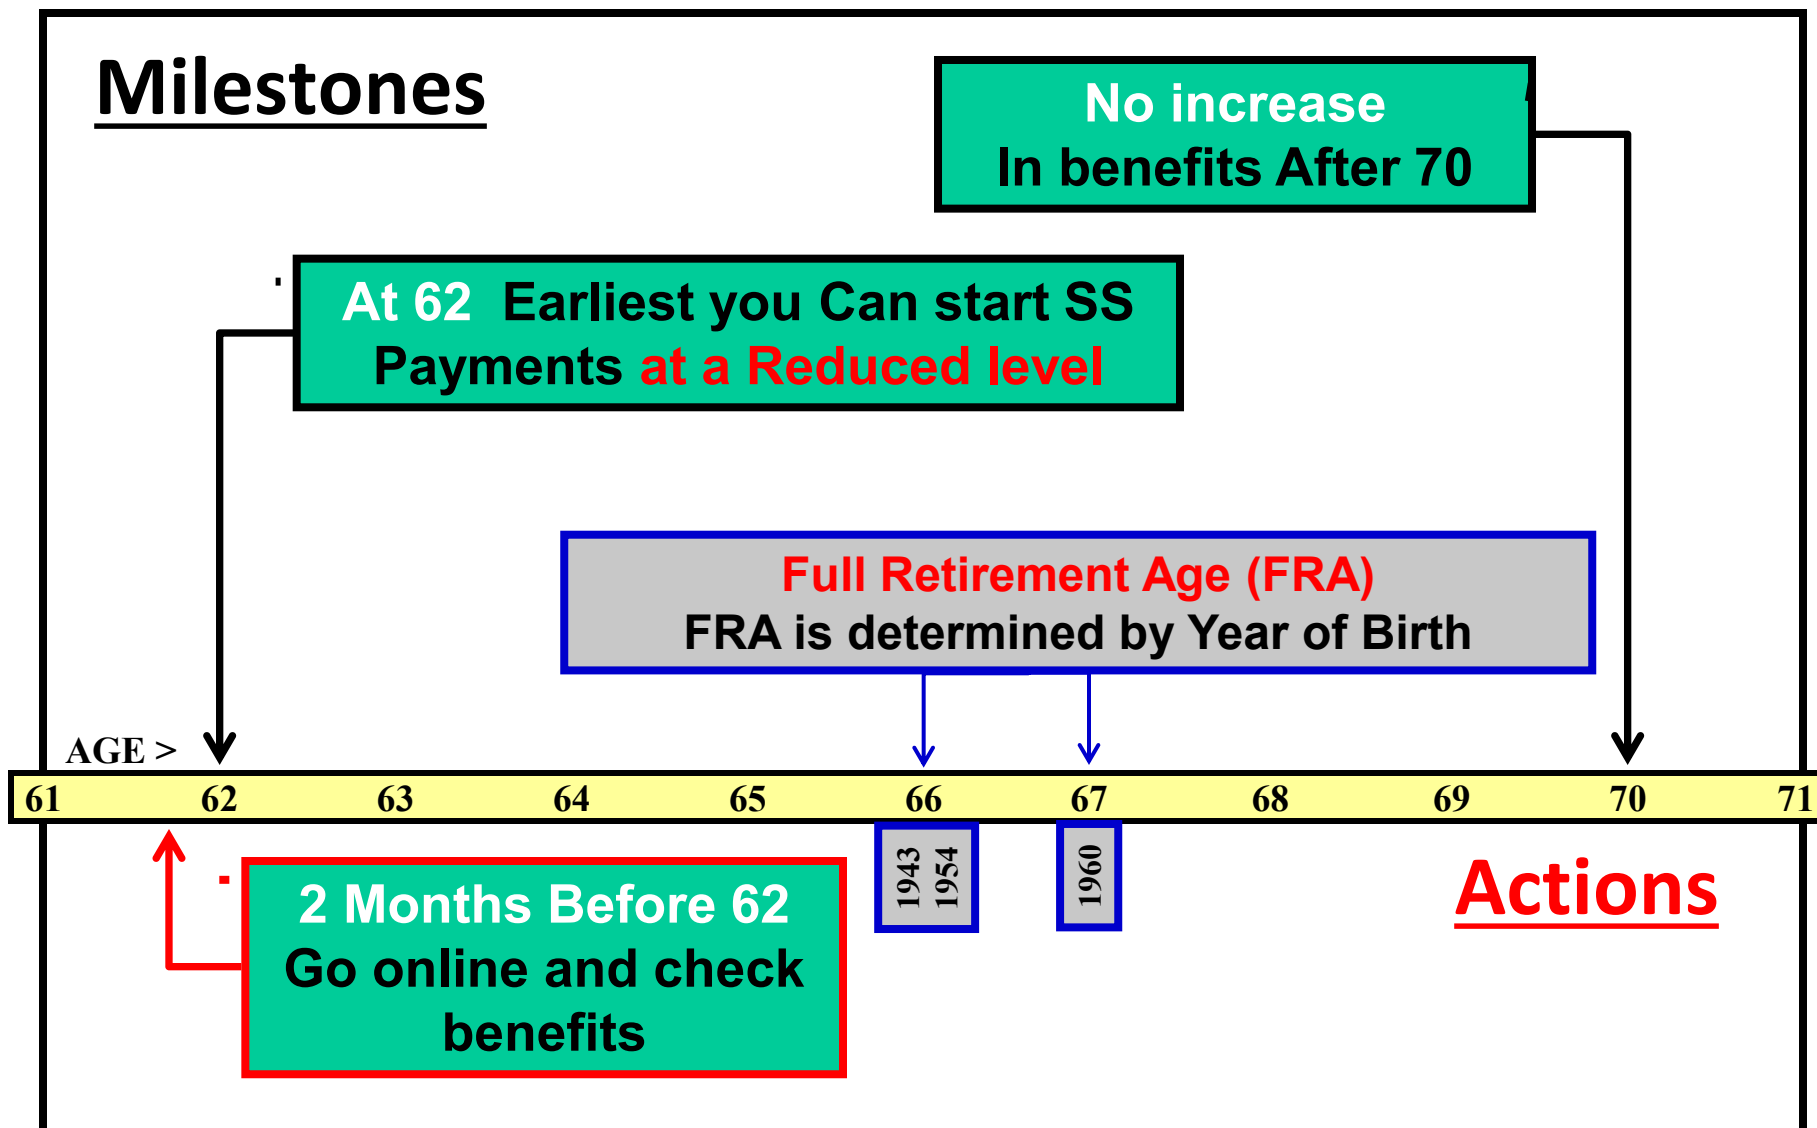 Milestones
No increase
In benefits After 70
At 62 Earliest you Can start SS
Payments at a Reduced level
Full Retirement Age (FRA)
FRA is determined by Year of Birth
AGE >
61 62 63 64 65 66 67 68 69 70 71
1943
1954
1960
Actions
2 Months Before 62
Go online and check
benefits